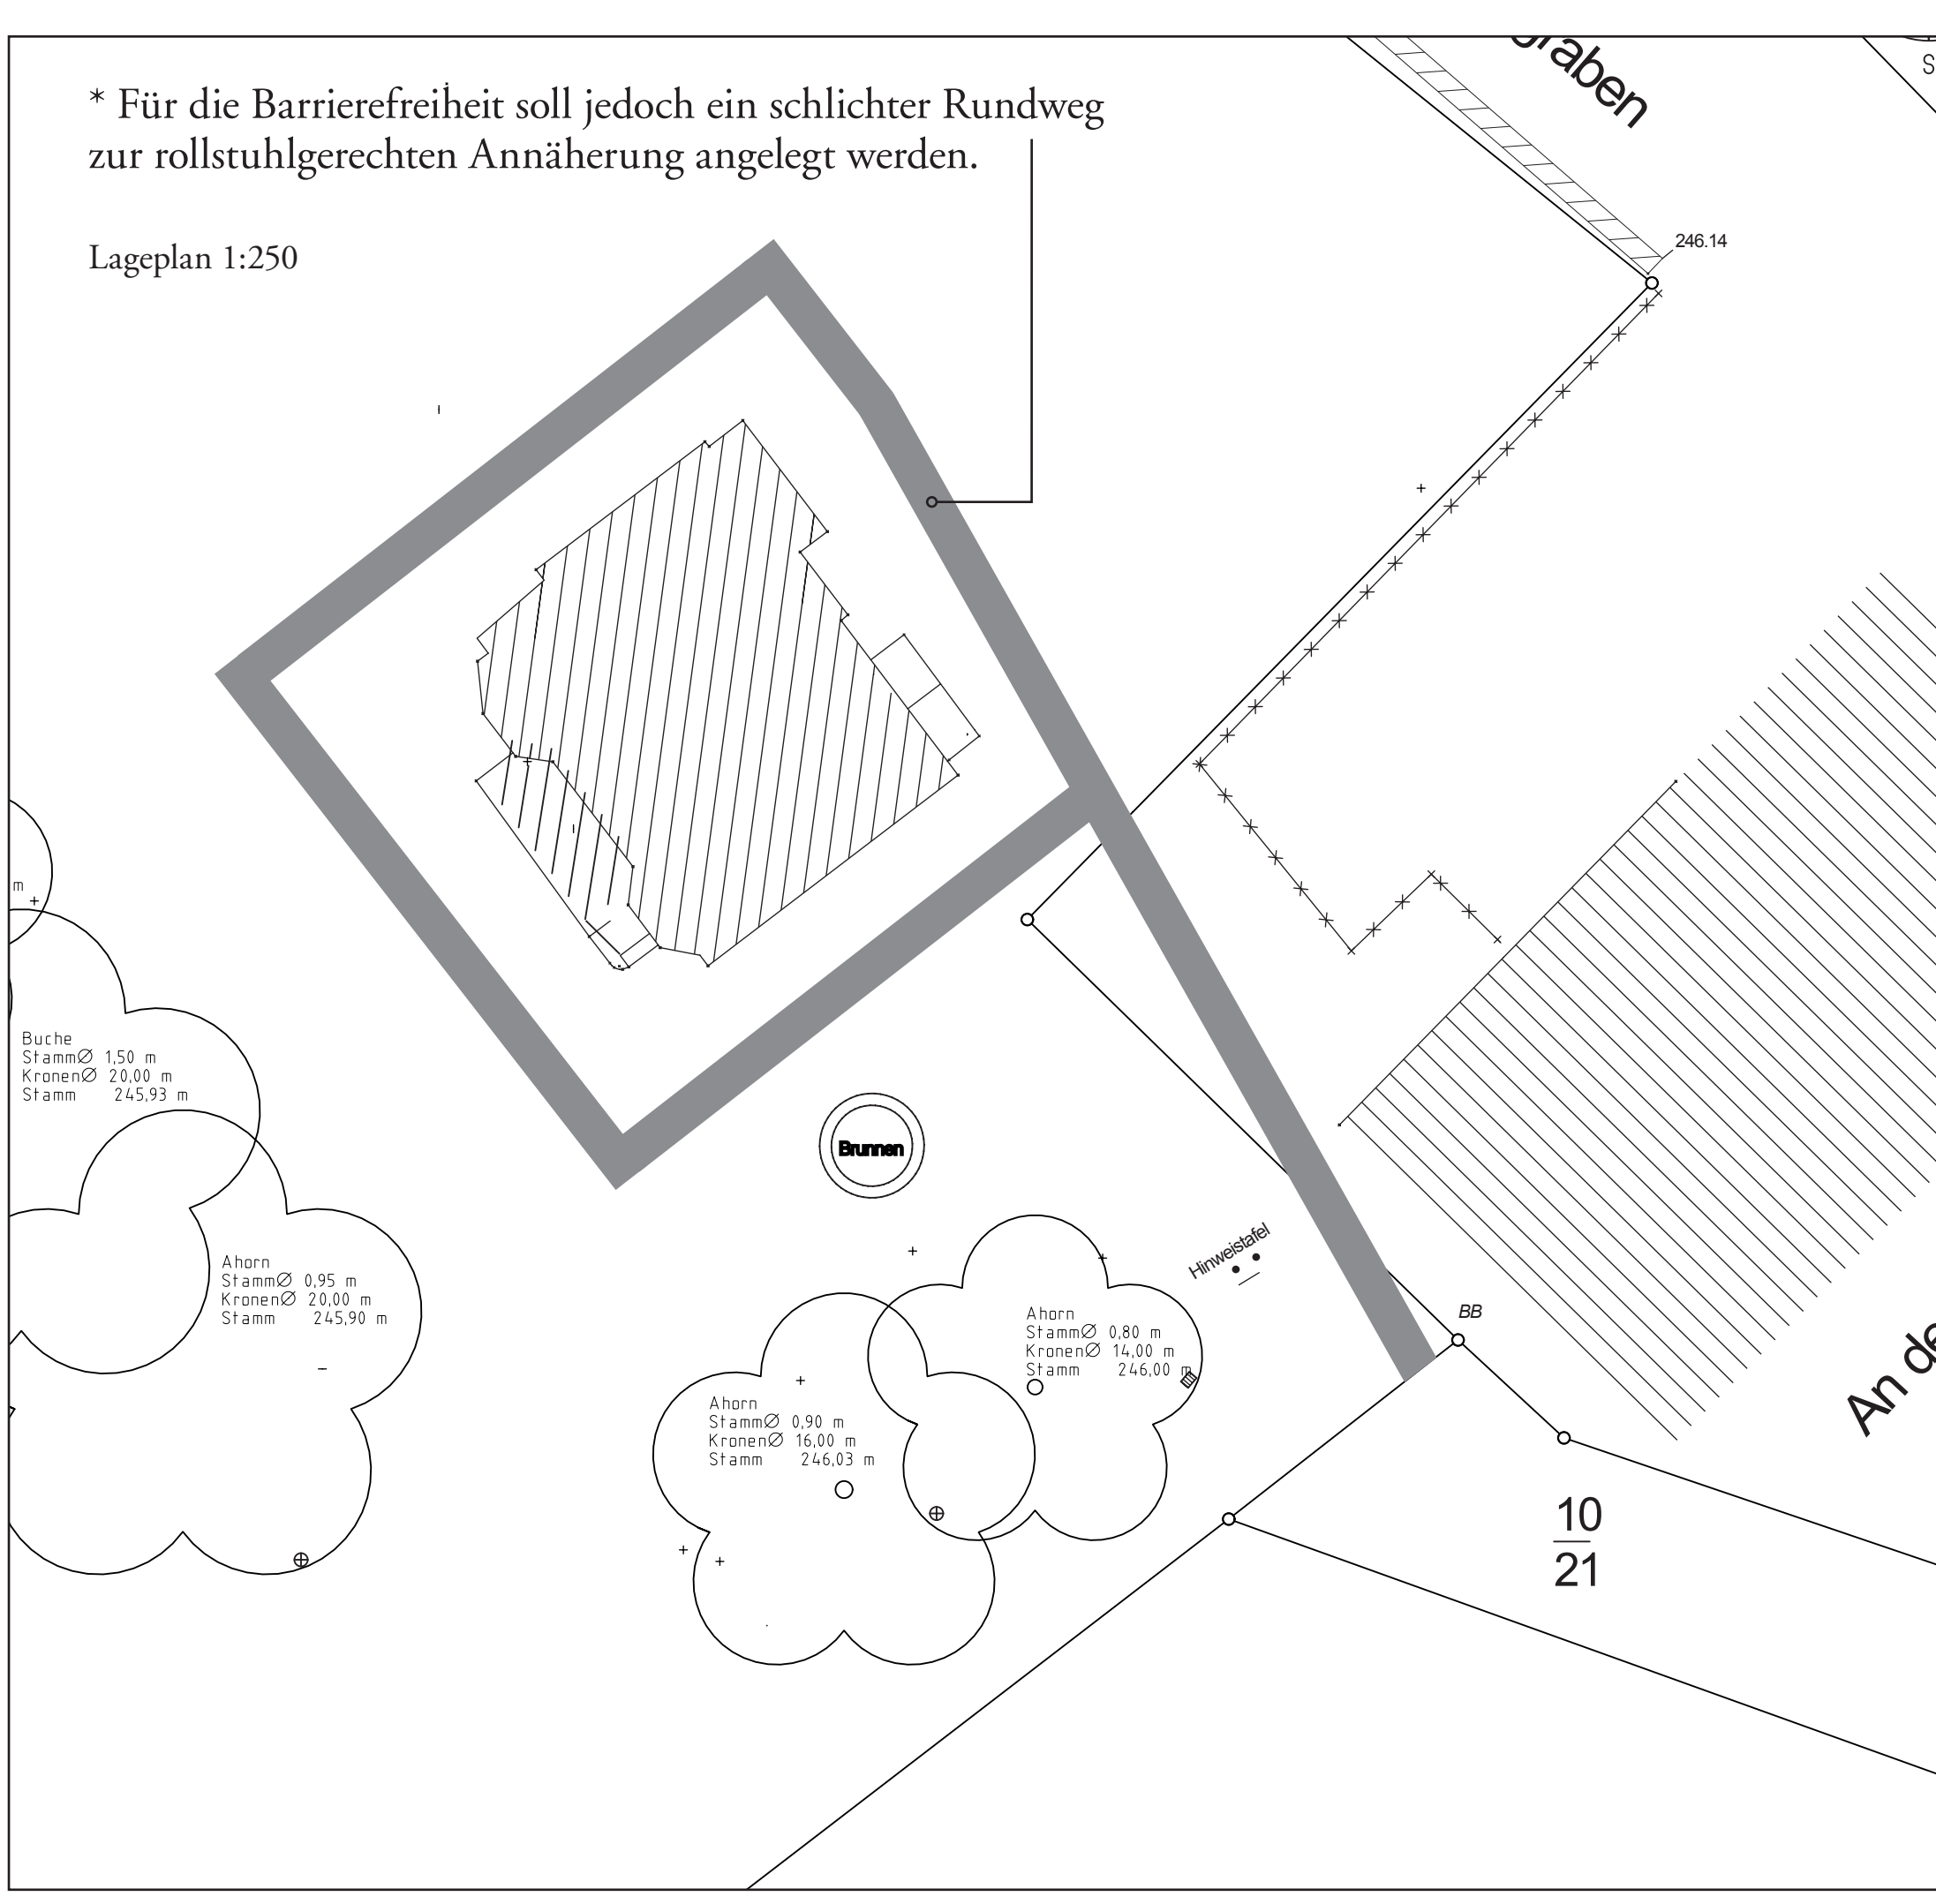 * Für die Barrierefreiheit soll jedoch ein schlichter Rundweg
zur rollstuhlgerechten Annäherung angelegt werden.
Lageplan 1:250
graben
S
246.14
m
Buche
StammØ 1,50 m
KronenØ 20,00 m
Stamm 245,93 m
Brunnen
Ahorn
StammØ 0,95 m
KronenØ 20,00 m
Stamm 245,90 m
Hinweistafel
Ahorn
StammØ 0,80 m
KronenØ 14,00 m
Stamm 246,00 m
BB
Ahorn
StammØ 0,90 m
KronenØ 16,00 m
Stamm 246,03 m
An de
10
21